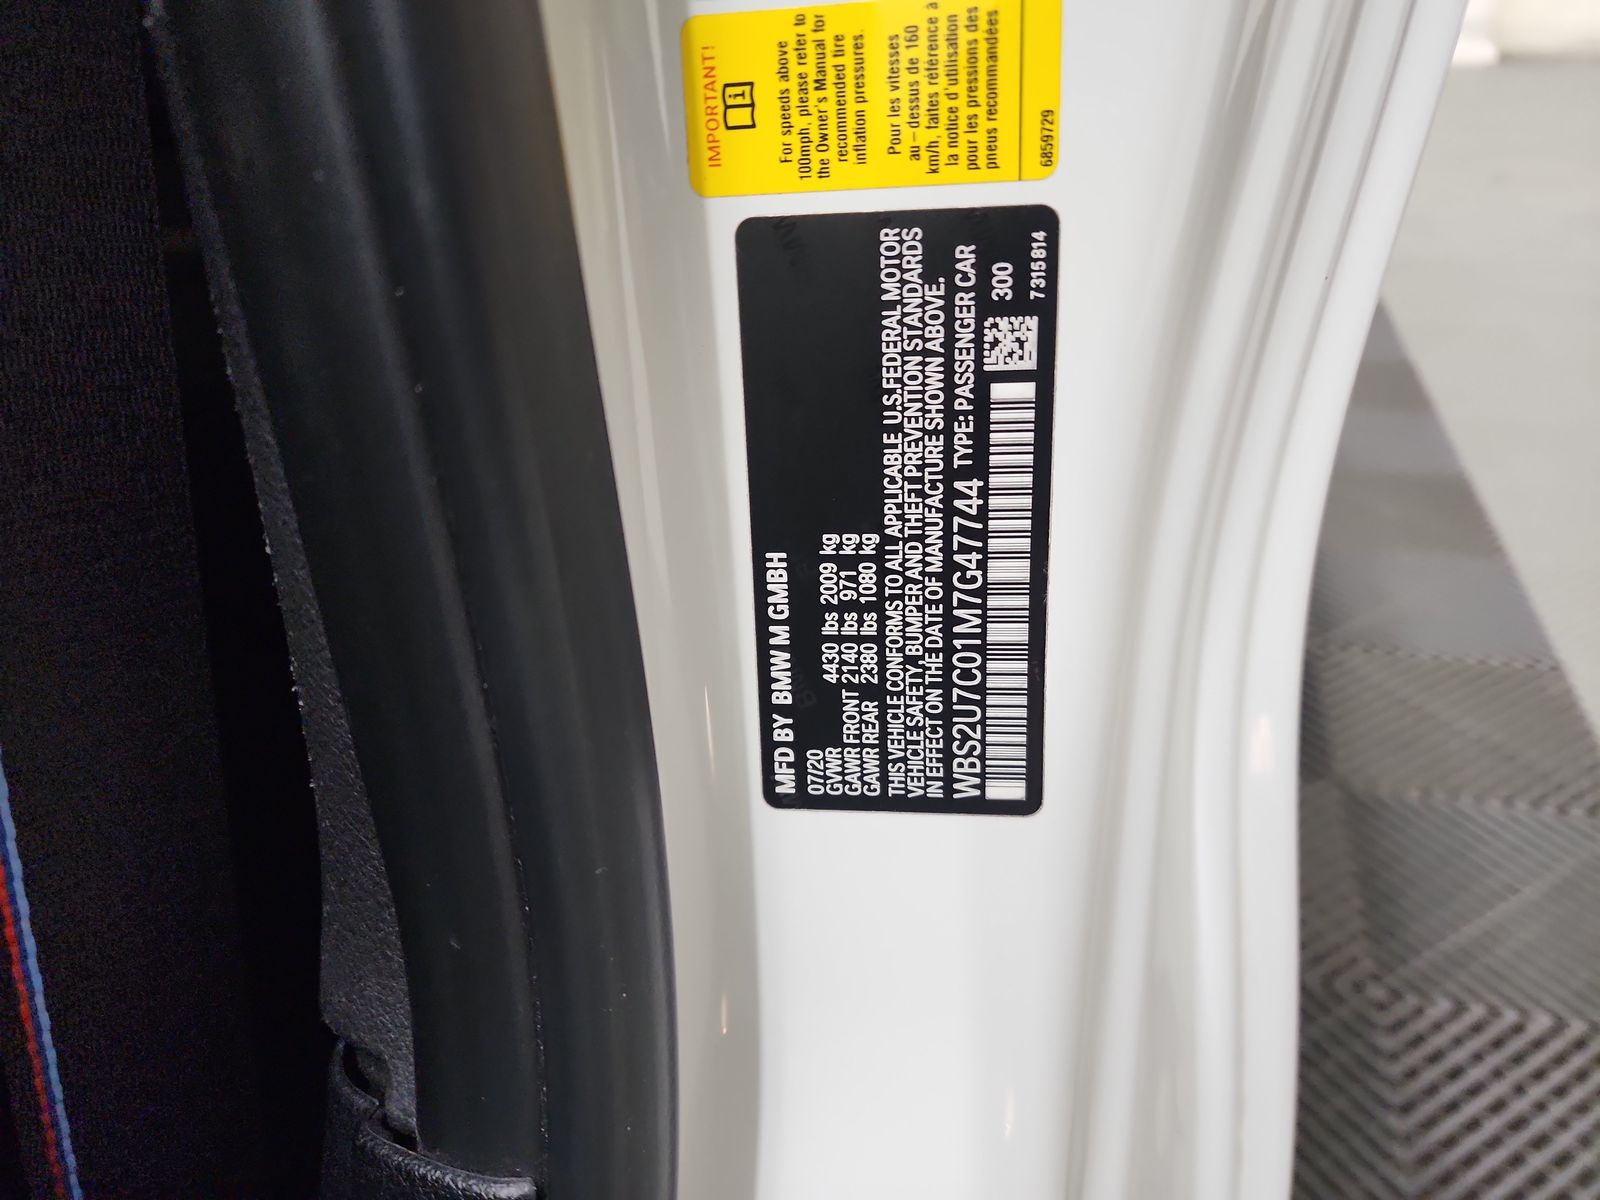 MFD BY BMW M GMBH
07/20
GVWR 4430 lbs 2009 kg
GAWR FRONT 2140 lbs 971 kg
GAWR REAR 2380 lbs 1080 kg
THIS VEHICLE CONFORMS TO ALL APPLICABLE U.S.FEDERAL MOTOR
VEHICLE SAFETY, BUMPER AND THEFT PREVENTION STANDARDS
IN EFFECT ON THE DATE OF MANUFACTURE SHOWN ABOVE.
WBS2U7C01M7G47744 TYPE: PASSENGER CAR
300
7315814
IMPORTANT!
For speeds above
100mph, please refer to
the Owner's Manual for
recommended tire
inflation pressures.
Pour les vitesses
au-dessus de 160
km/h, faites référence à
la notice d'utilisation
pour les pressions des
pneus recommandées
6859729